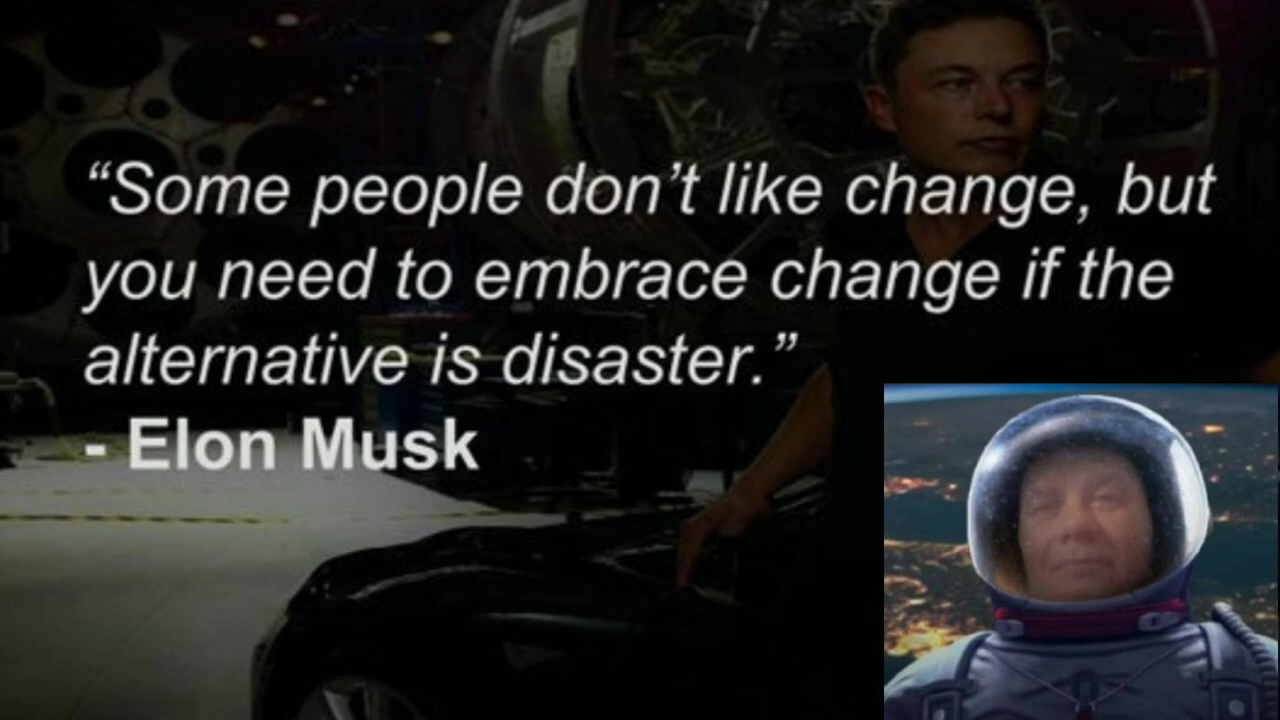 “Some people don’t like change, but
you need to embrace change if the
alternative is disaster.”
- Elon Musk